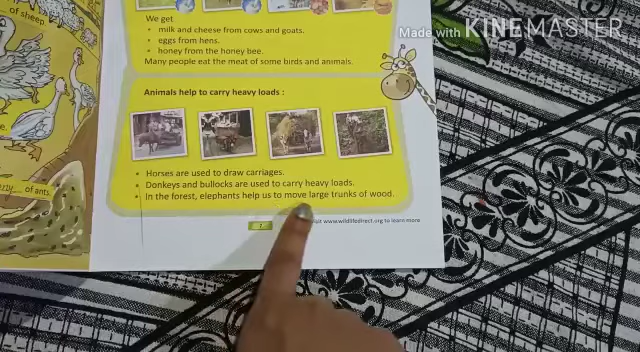 of sheep.
Made with KINEMASTER
We get
• milk and cheese from cows and goats.
• eggs from hens.
• honey from the honey bee.
Many people eat the meat of some birds and animals.
Animals help to carry heavy loads :
• Horses are used to draw carriages.
• Donkeys and bullocks are used to carry heavy loads.
• In the forest, elephants help us to move large trunks of wood.
of ants.
www.wildlifedirect.org to learn more